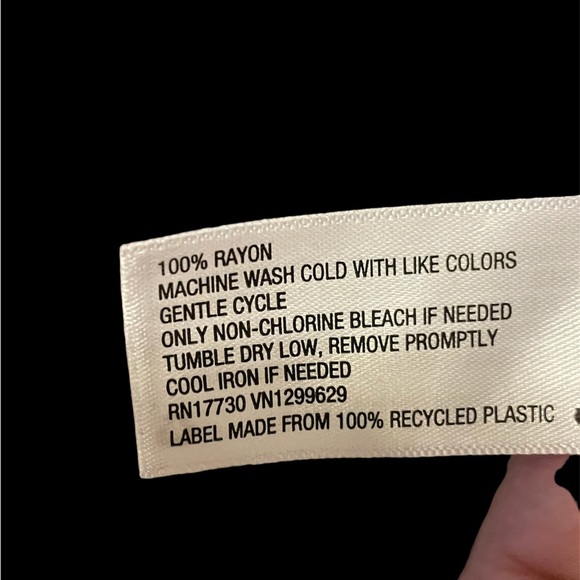 100% RAYON
MACHINE WASH COLD WITH LIKE COLORS
GENTLE CYCLE
ONLY NON-CHLORINE BLEACH IF NEEDED
TUMBLE DRY LOW, REMOVE PROMPTLY
COOL IRON IF NEEDED
RN17730 VN1299629
LABEL MADE FROM 100% RECYCLED PLASTIC